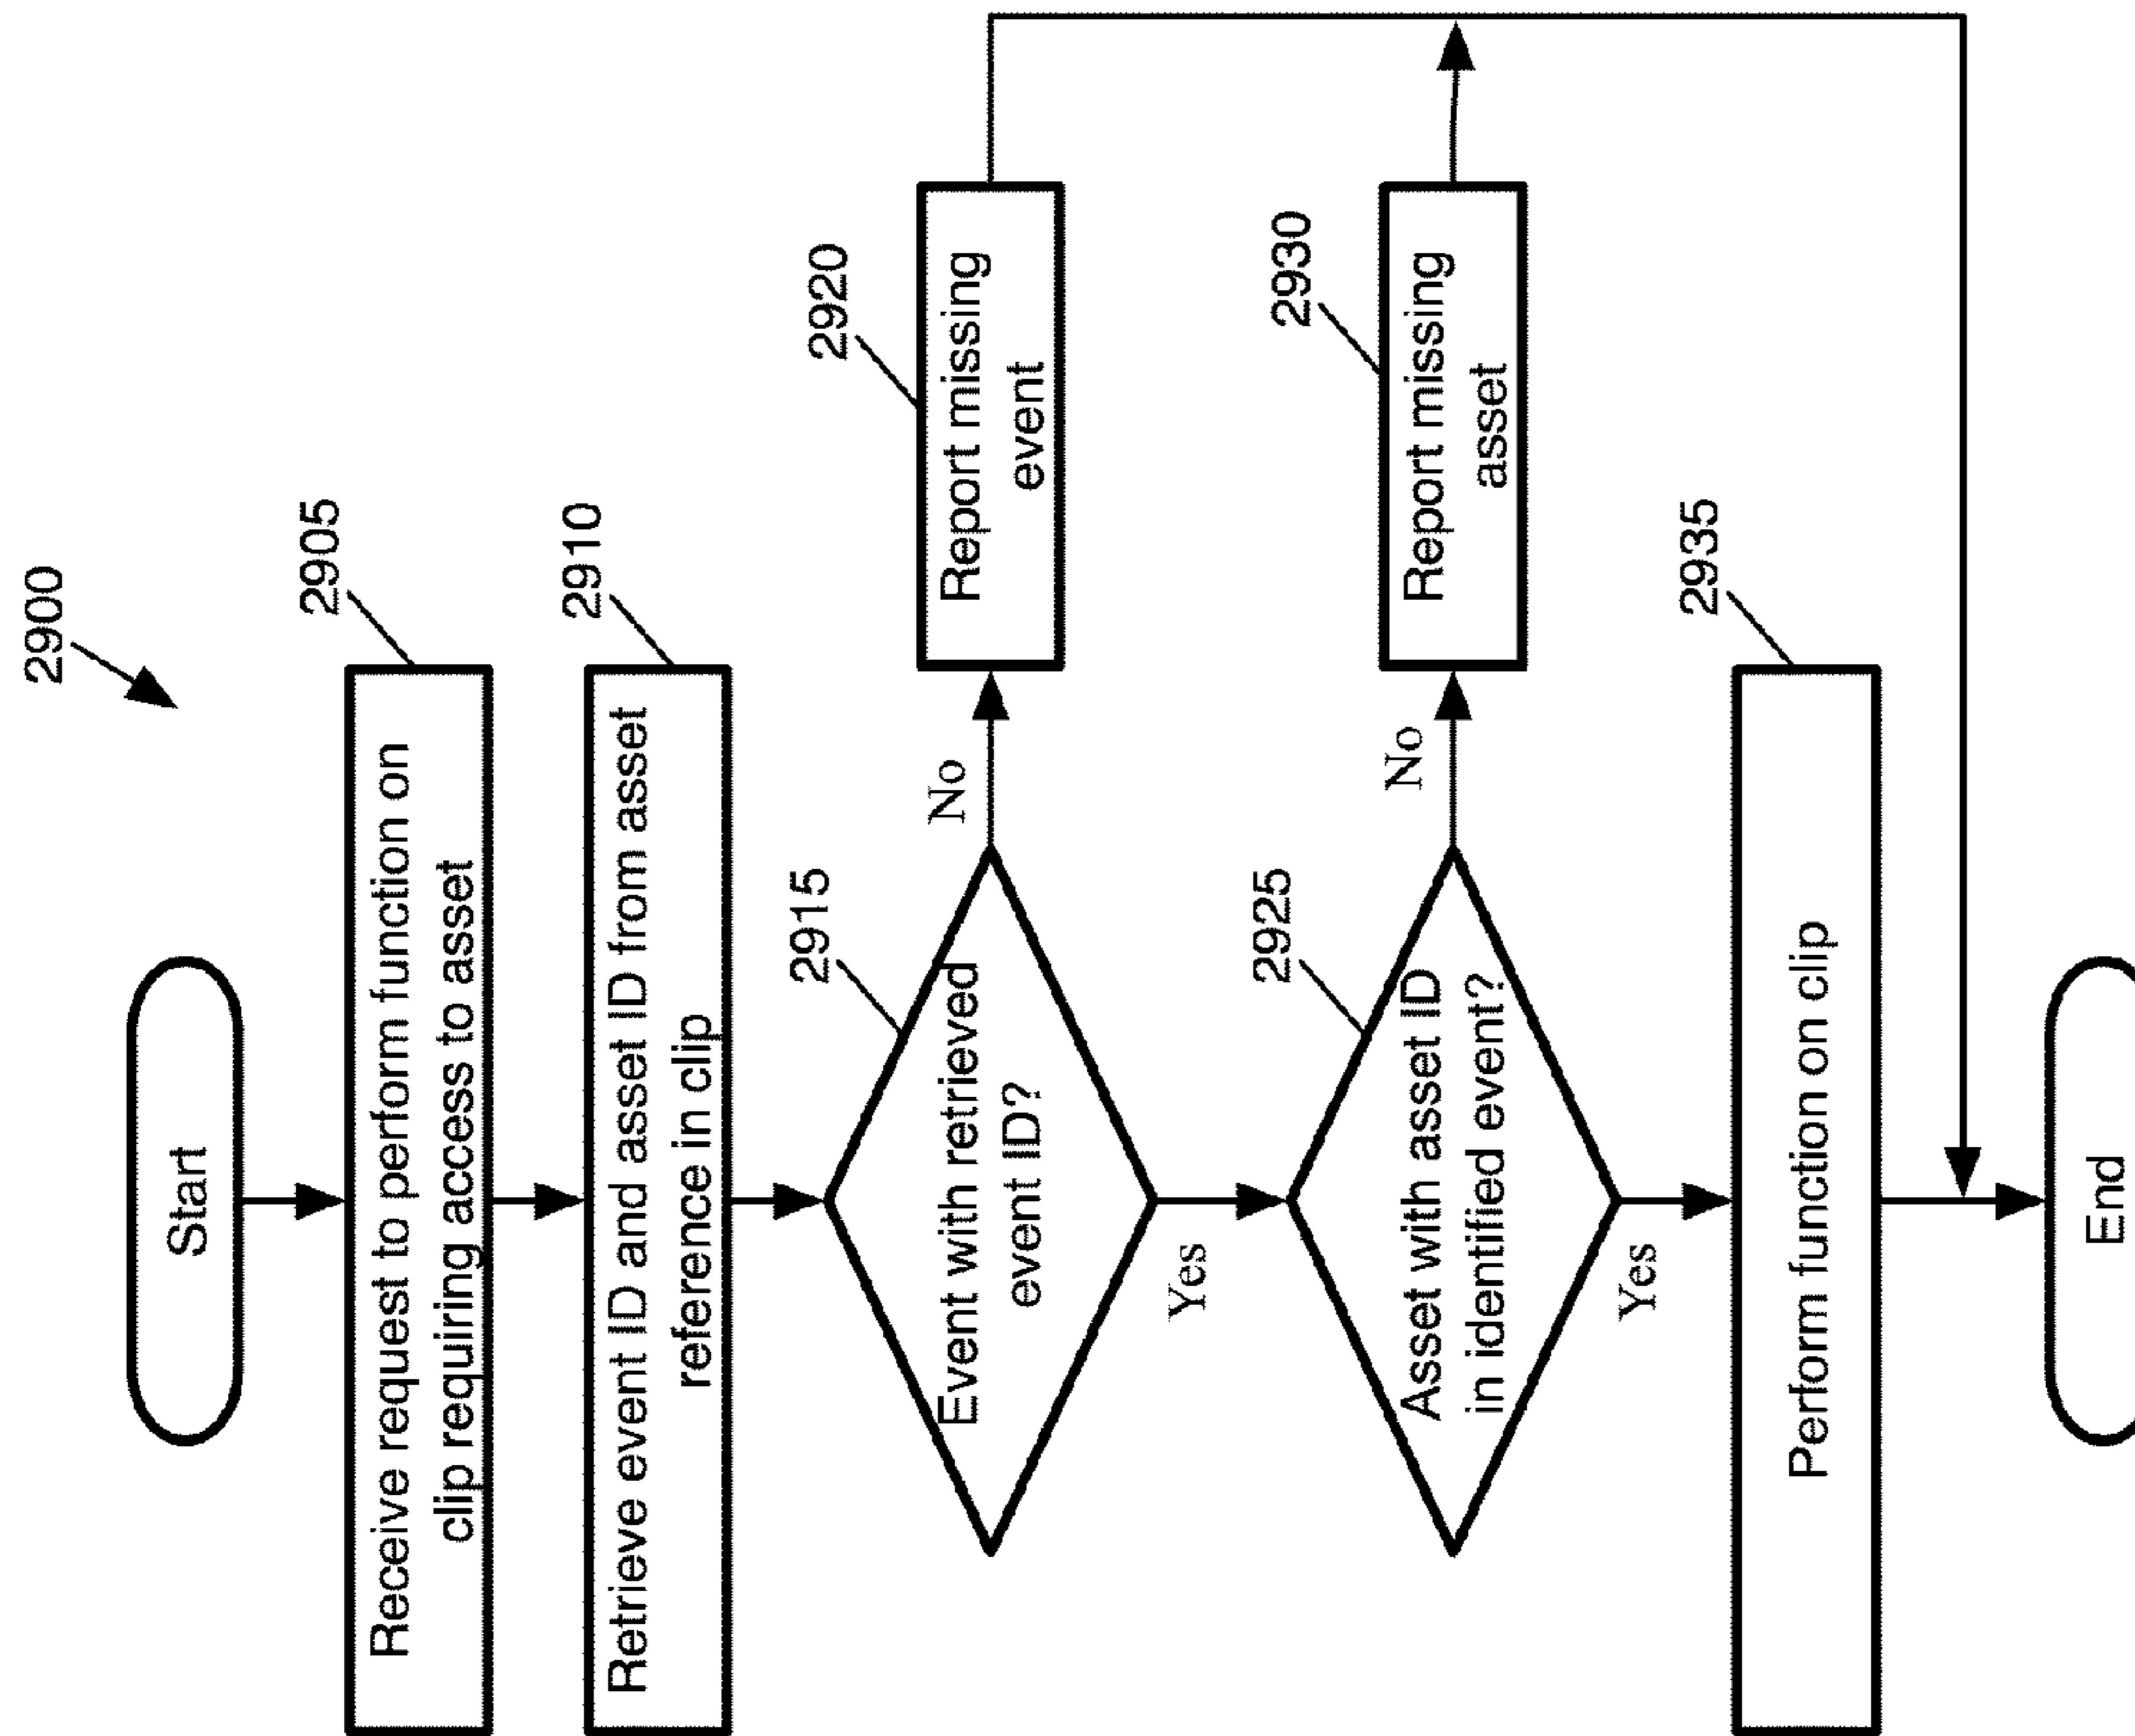 2900
Start
2905
Receive request to perform function on
clip requiring access to asset
2910
Retrieve event ID and asset ID from asset
reference in clip
2915
Event with retrieved
event ID?
No
2920
Report missing
event
Yes
2925
Asset with asset ID
in identified event?
No
2930
Report missing
asset
Yes
2935
Perform function on clip
End